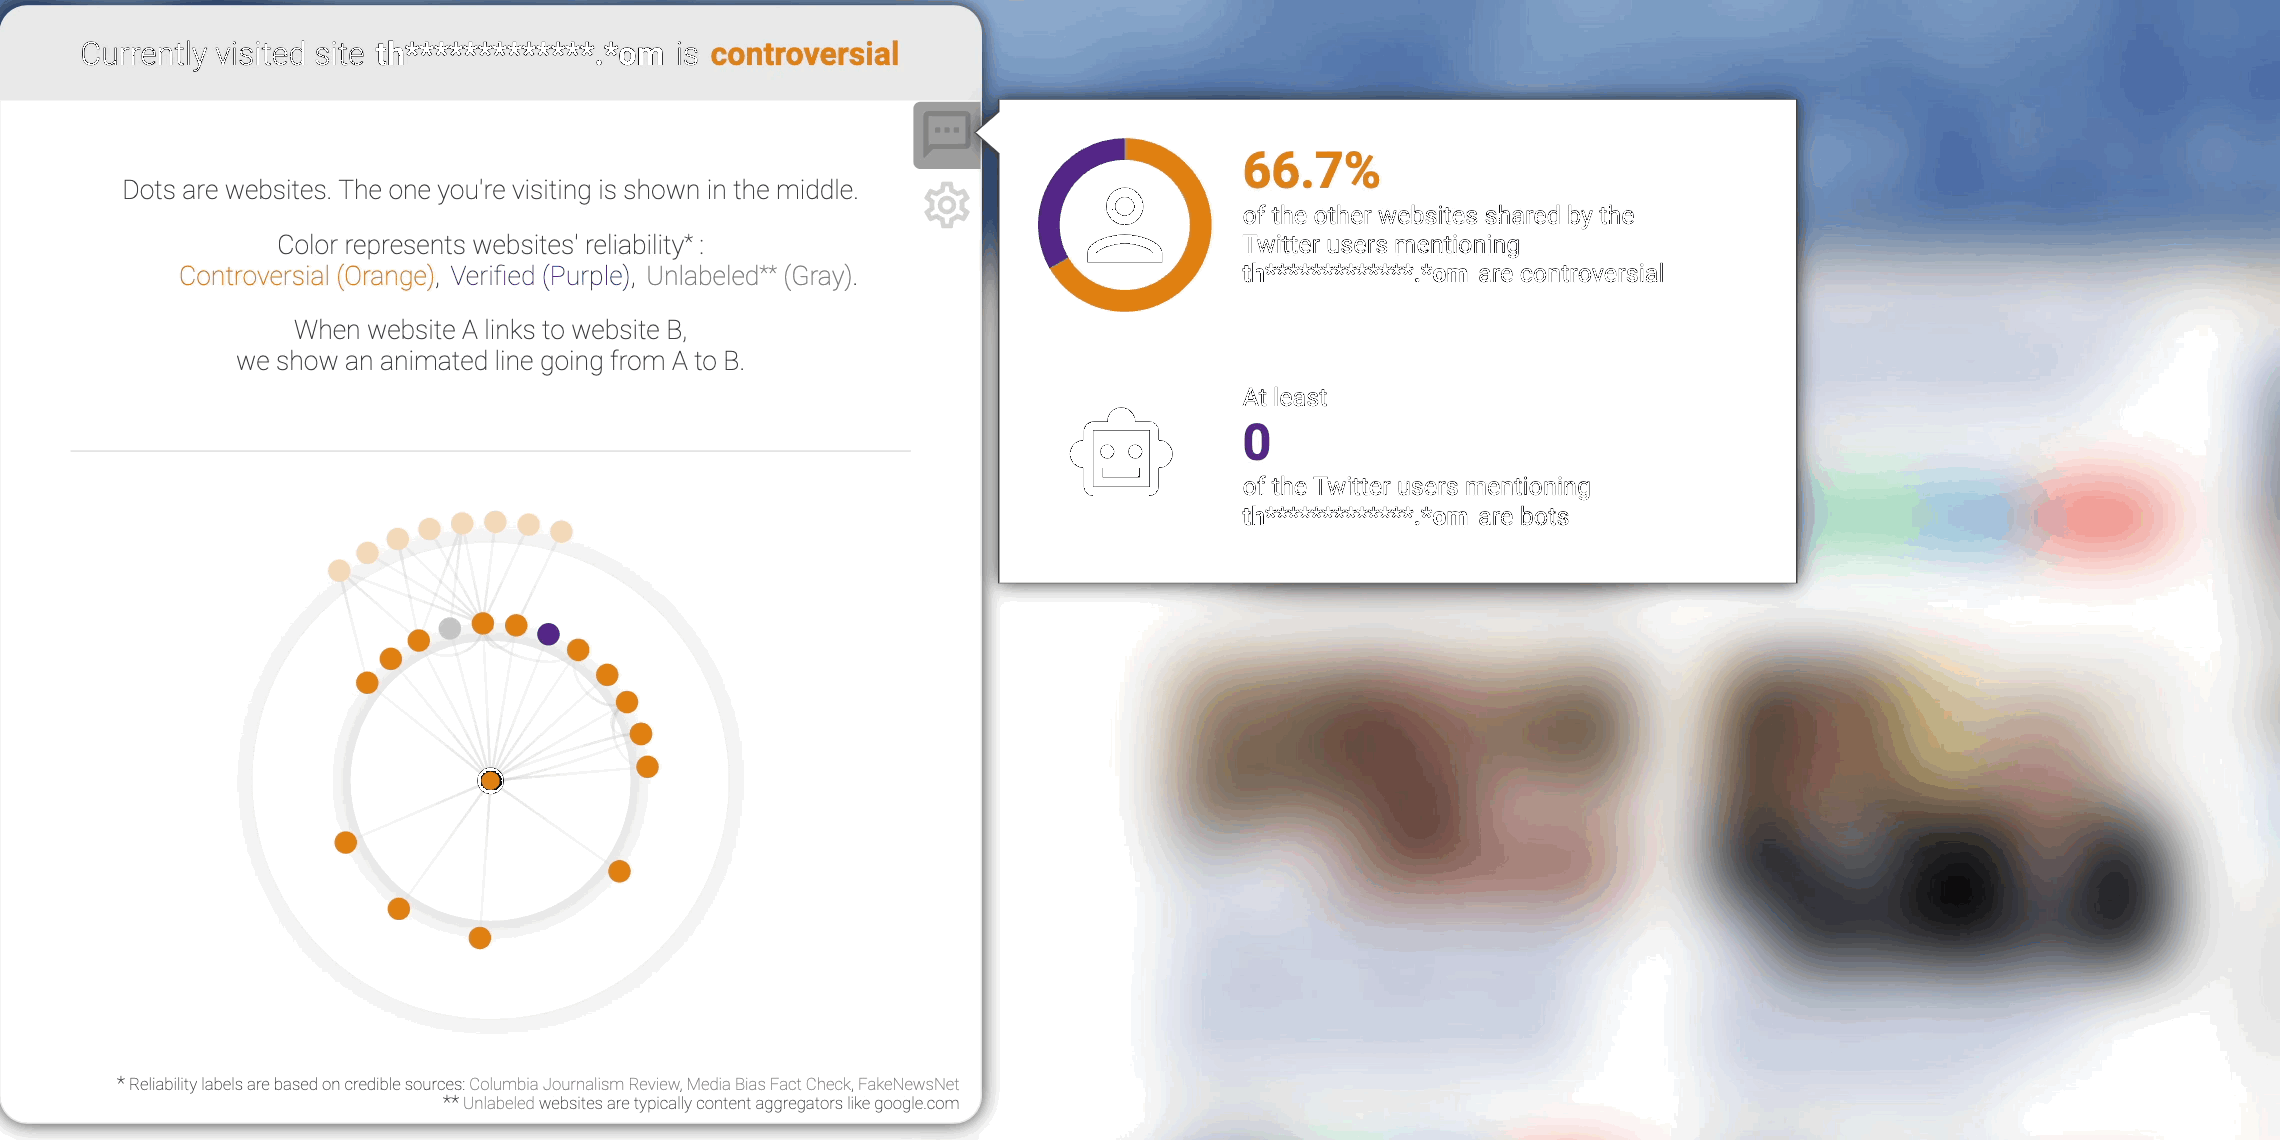 Currently visited site th*************.*om is controversial
Dots are websites. The one you're visiting is shown in the middle.
Color represents websites' reliability* :
Controversial (Orange), Verified (Purple), Unlabeled** (Gray).
When website A links to website B,
we show an animated line going from A to B.
* Reliability labels are based on credible sources: Columbia Journalism Review, Media Bias Fact Check, FakeNewsNet
** Unlabeled websites are typically content aggregators like google.com
66.7%
of the other websites shared by the
Twitter users mentioning
th*************.*om are controversial
At least
0
of the Twitter users mentioning
th*************.*om are bots